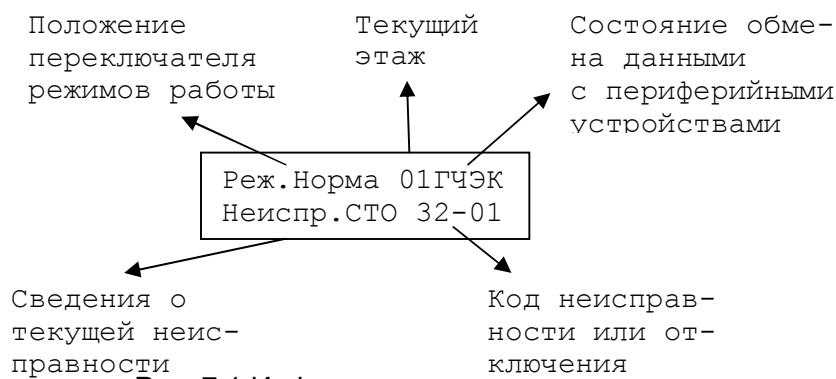 Положение
переключателя
режимов работы
Текущий
этаж
Состояние обме-
на данными
с периферийными
устройствами
Реж.Норма 01ГЧЭК
Неиспр.СТО 32-01
Сведения о
текущей неис-
правности
Код неисправ-
ности или от-
ключения